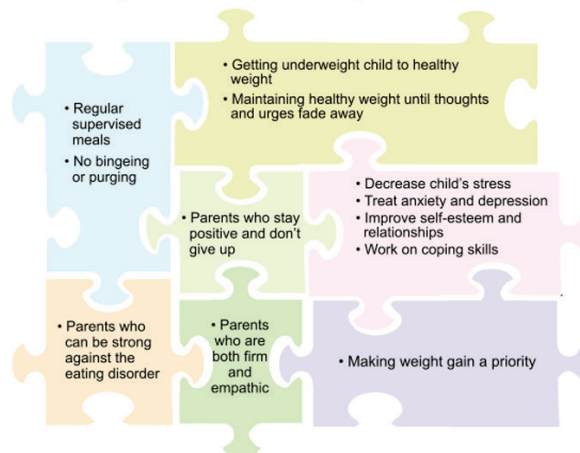 • Regular
supervised
meals
• No bingeing
or purging
• Getting underweight child to healthy
weight
• Maintaining healthy weight until thoughts
and urges fade away
• Parents who stay
positive and don't
give up
• Decrease child's stress
• Treat anxiety and depression
• Improve self-esteem and
relationships
• Work on coping skills
• Parents who
can be strong
against the
eating disorder
• Parents
who are
both firm
and
empathic
• Making weight gain a priority